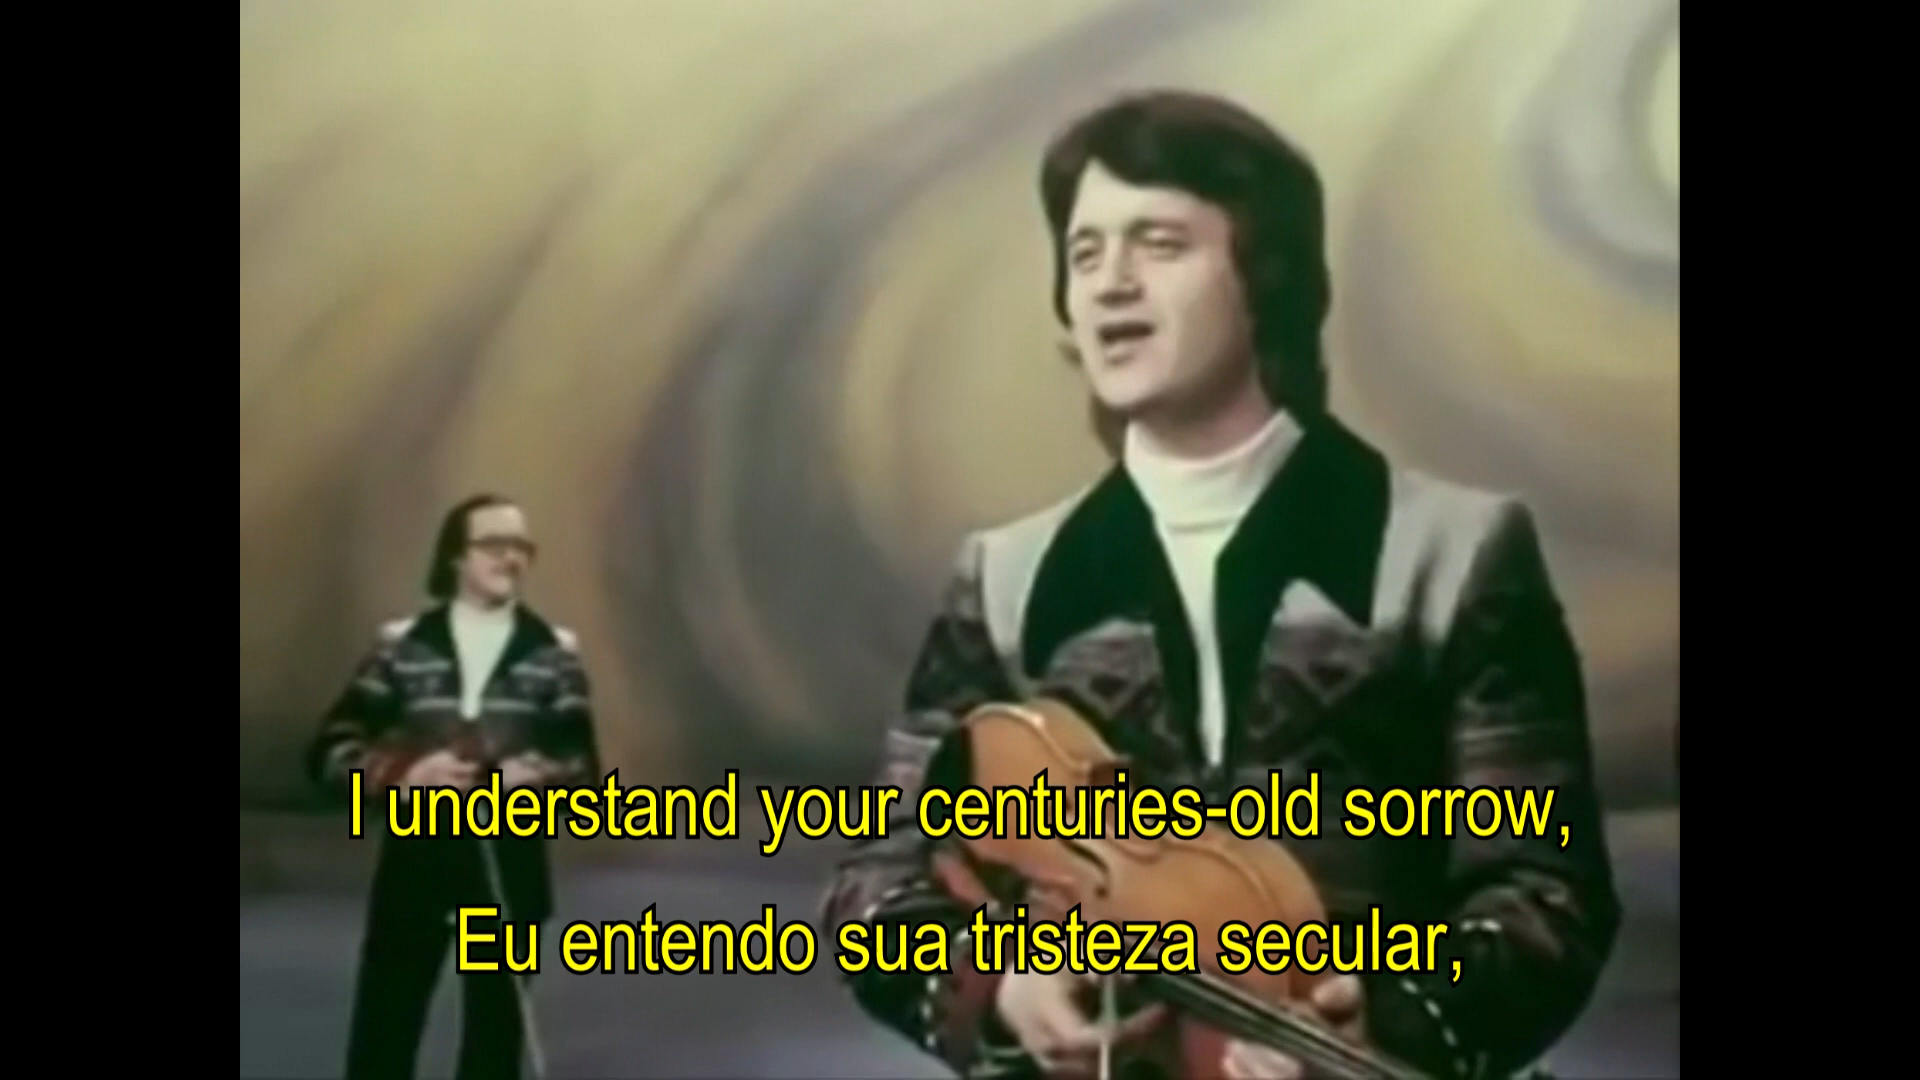 I understand your centuries-old sorrow,
Eu entendo sua tristeza secular,